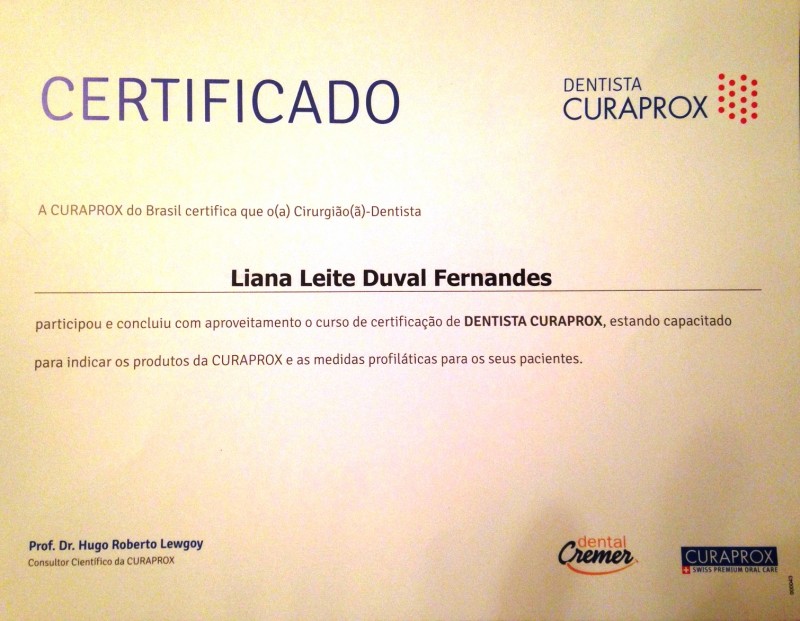 CERTIFICADO
DENTISTA
CURAPROX
A CURAPROX do Brasil certifica que o(a) Cirurgião(ã)-Dentista
Liana Leite Duval Fernandes
participou e concluiu com aproveitamento o curso de certificação de DENTISTA CURAPROX, estando capacitado
para indicar os produtos da CURAPROX e as medidas profiláticas para os seus pacientes.
Prof. Dr. Hugo Roberto Lewgoy
Consultor Científico da CURAPROX
dental
Cremer
CURAPROX
SWISS PREMIUM ORAL CARE